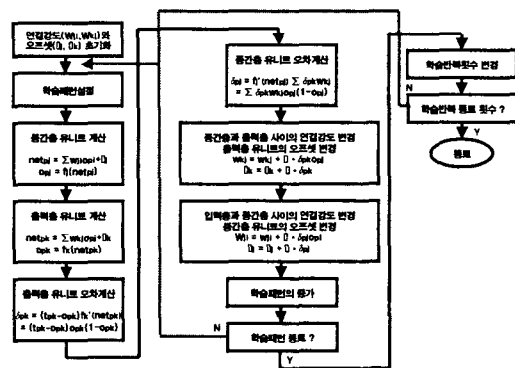 연결강도(Wji,Wkj)와
오프셋(▯j, ▯k) 초기화
학습패턴설정
중간층 유니트 계산
netpj = ∑wjiopi+▯j
opj = fj(netpj)
출력층 유니트 계산
netpk = ∑wkjopj+▯k
opk = fk(netpk)
출력층 유니트 오차계산
δpk = (tpk-opk)fk'(netpk)
= (tpk-opk)opk(1-opk)
중간층 유니트 오차계산
δpj = fj'(netpj) ∑ δpkWkj
= ∑ δpkWkjopj(1-opj)
중간층과 출력층 사이의 연결강도 변경
출력층 유니트의 오프셋 변경
Wkj = wkj + ▯ · δpkopj
▯k = ▯k + ▯ · δpk
입력층과 중간층 사이의 연결강도 변경
중간층 유니트의 오프셋 변경
Wji = wji + ▯ · δpjopi
▯j = ▯j + ▯ · δpj
학습패턴의 증가
학습패턴 종료 ?
N
Y
학습반복횟수 변경
N
학습반복 종료 횟수 ?
Y
종료